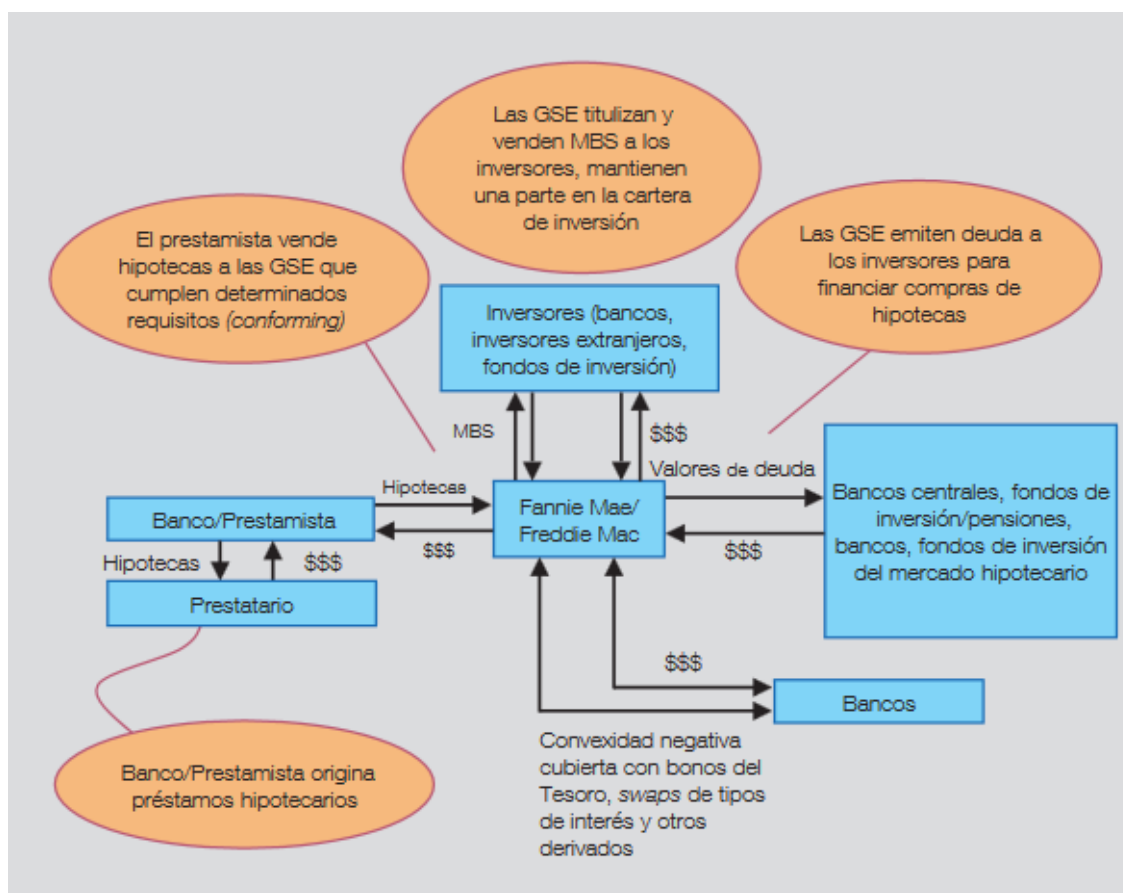 Las GSE titulizan y
venden MBS a los
inversores, mantienen
una parte en la cartera
de inversión
El prestamista vende
hipotecas a las GSE que
cumplen determinados
requisitos (conforming)
Las GSE emiten deuda a
los inversores para
financiar compras de
hipotecas
Inversores (bancos,
inversores extranjeros,
fondos de inversión)
MBS
$$$
Valores de deuda
Hipotecas
Banco/Prestamista
Fannie Mae/
Freddie Mac
$$$
$$$
Bancos centrales, fondos de
inversión/pensiones,
bancos, fondos de inversión
del mercado hipotecario
Hipotecas
$$$
Prestatario
$$$
Bancos
Convexidad negativa
cubierta con bonos del
Tesoro, swaps de tipos
de interés y otros
derivados
Banco/Prestamista origina
préstamos hipotecarios